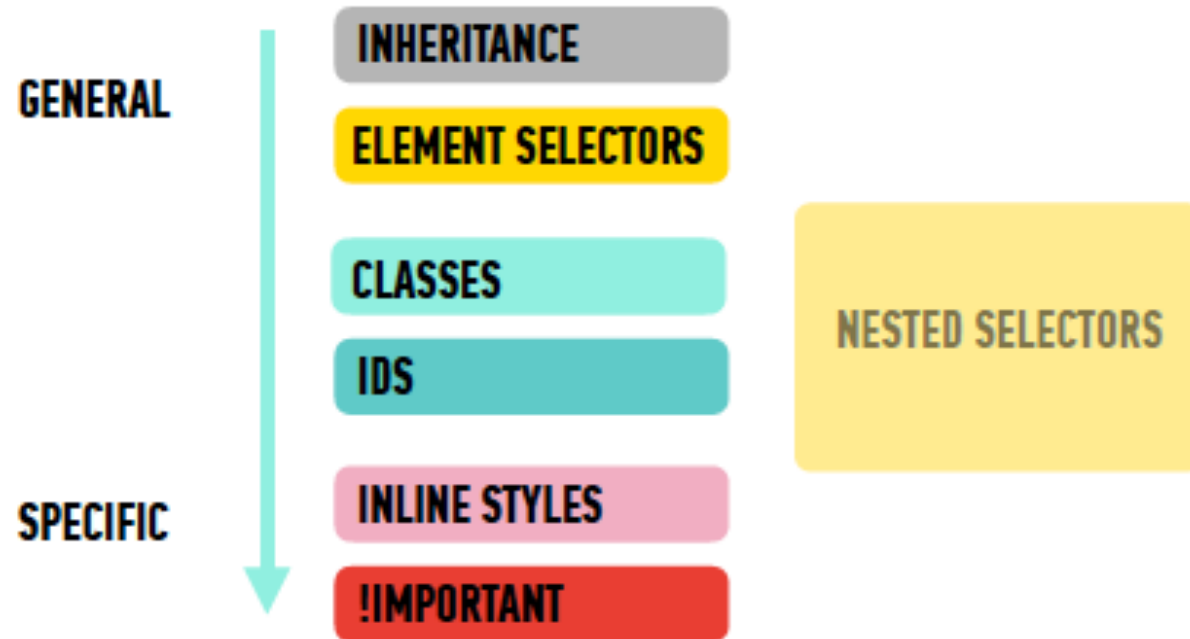 INHERITANCE
GENERAL
ELEMENT SELECTORS
CLASSES
NESTED SELECTORS
IDS
INLINE STYLES
SPECIFIC
!IMPORTANT